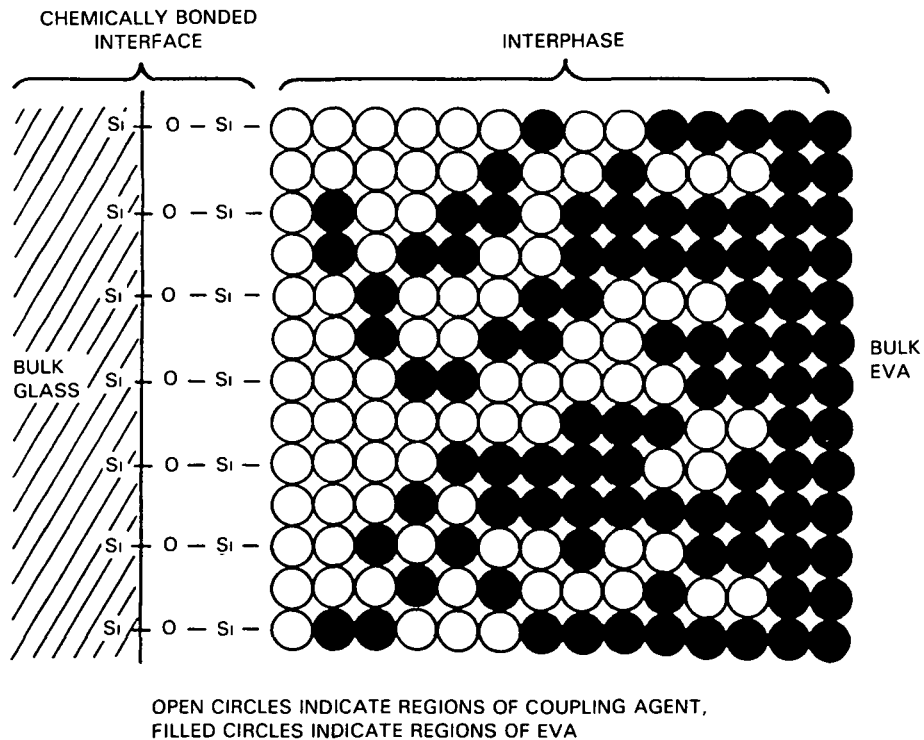 CHEMICALLY BONDED
INTERFACE
INTERPHASE
Si — O — Si —
Si — O — Si —
Si — O — Si —
BULK
GLASS
Si — O — Si —
BULK
EVA
Si — O — Si —
Si — O — Si —
Si — O — Si —
OPEN CIRCLES INDICATE REGIONS OF COUPLING AGENT,
FILLED CIRCLES INDICATE REGIONS OF EVA